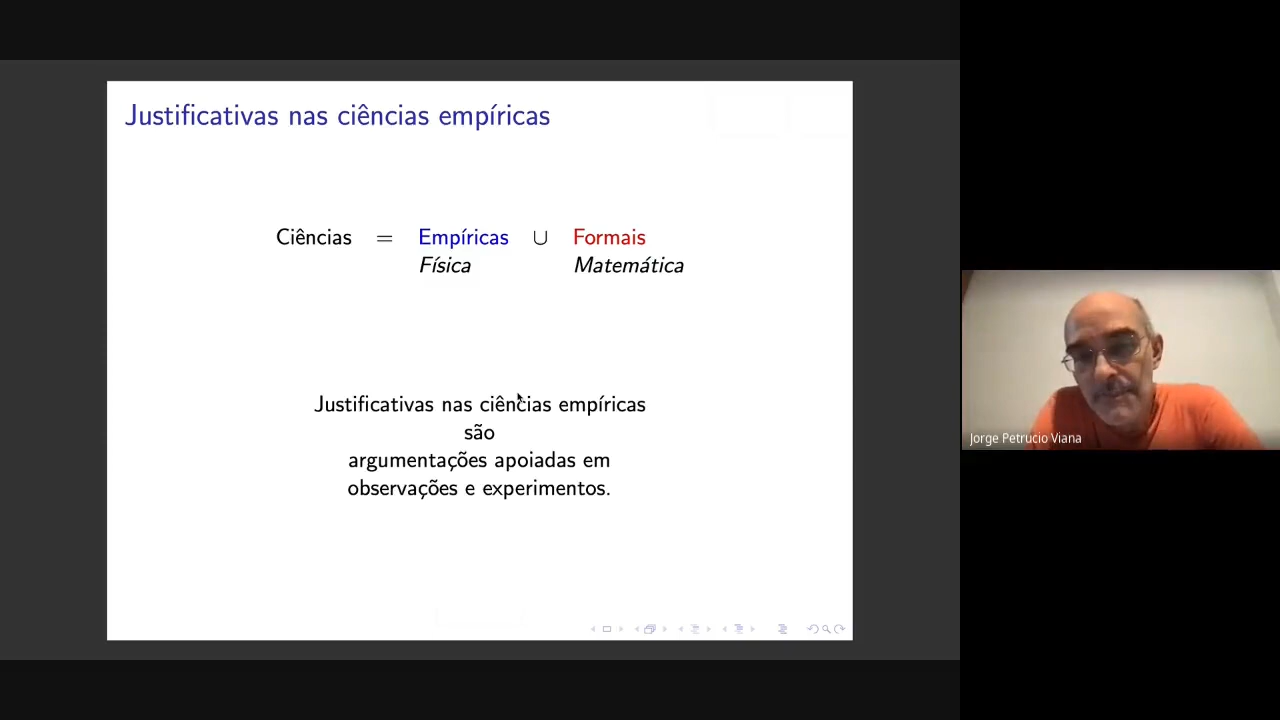 Justificativas nas ciências empíricas
Ciências = Empíricas ∪ Formais
Física Matemática
Justificativas nas ciências empíricas
são
argumentações apoiadas em
observações e experimentos.
Jorge Petrucio Viana